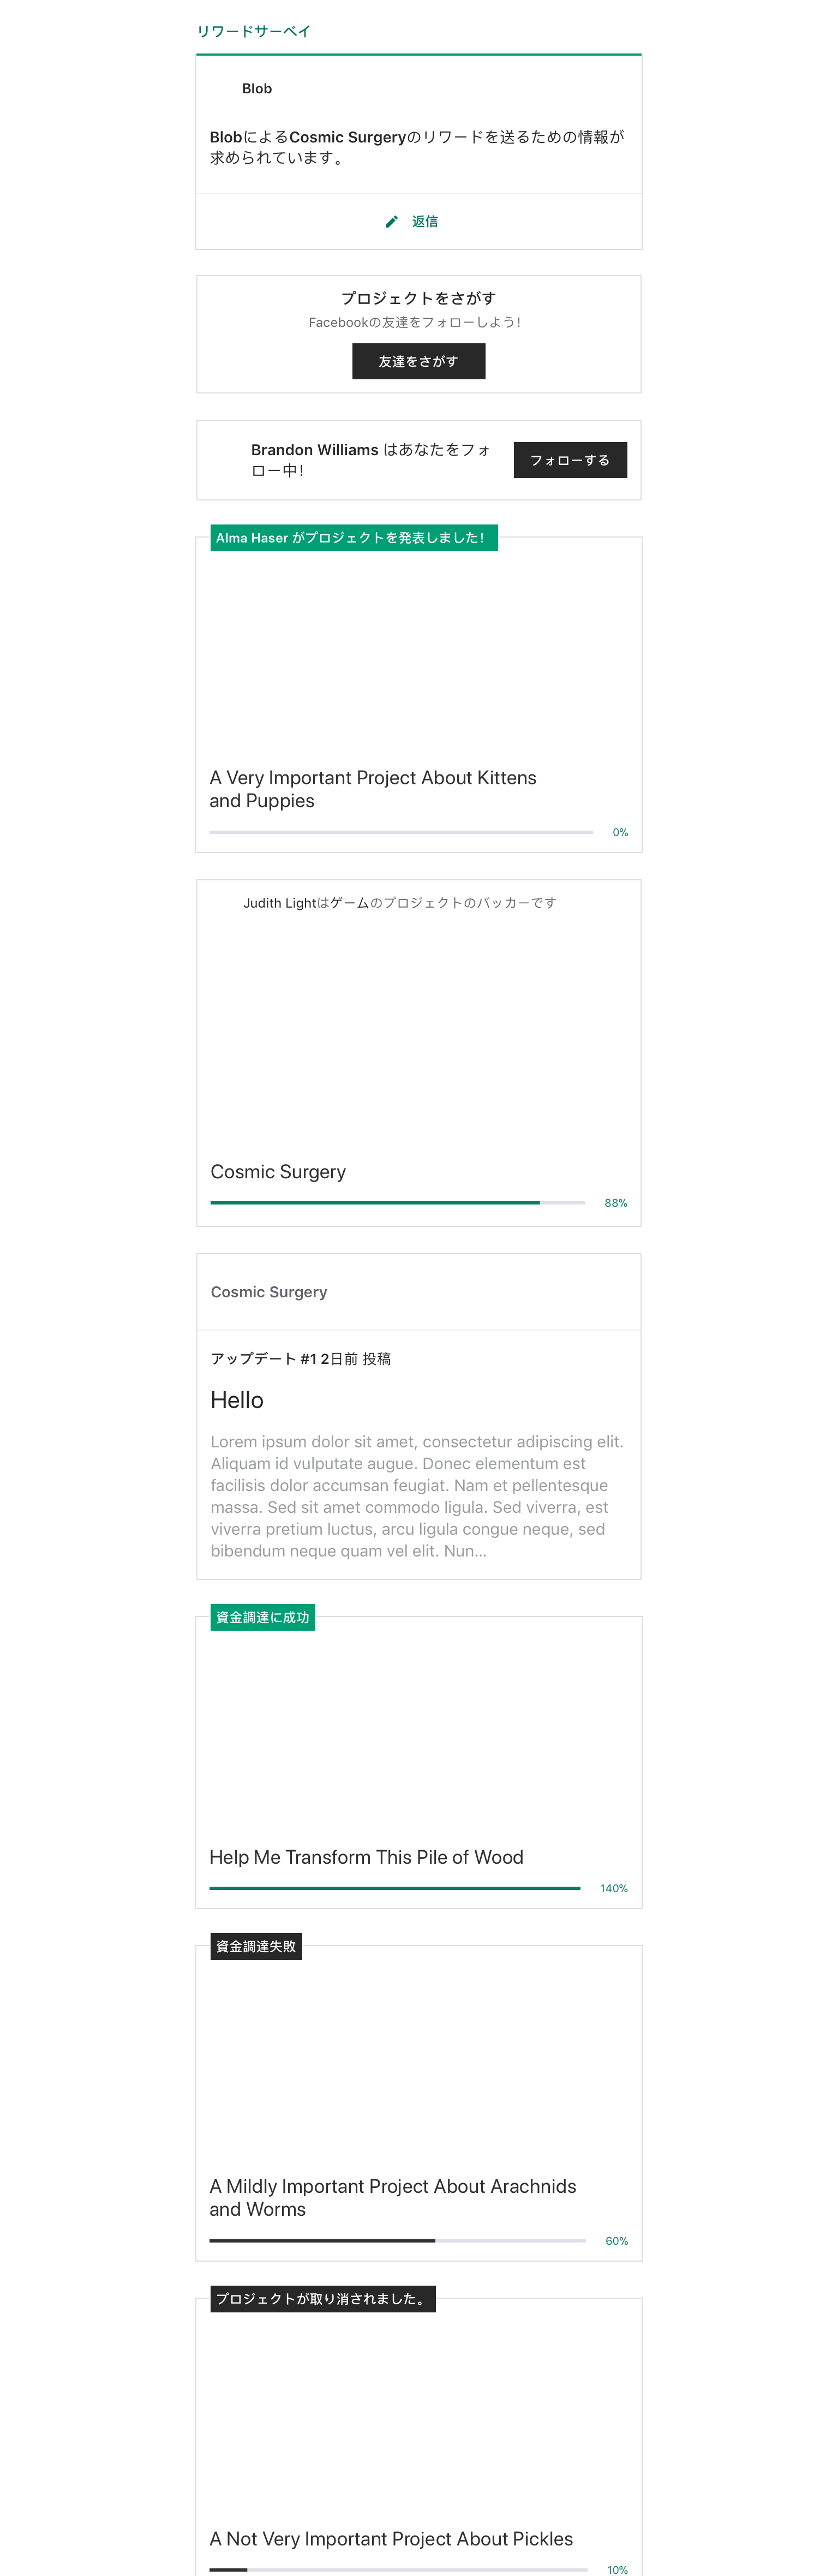 リワードサーベイ
Blob
BlobによるCosmic Surgeryのリワードを送るための情報が
求められています。
返信
プロジェクトをさがす
Facebookの友達をフォローしよう!
友達をさがす
Brandon Williams はあなたをフォ
ロー中!
フォローする
Alma Haser がプロジェクトを発表しました!
A Very Important Project About Kittens
and Puppies
0%
Judith Lightはゲームのプロジェクトのバッカーです
Cosmic Surgery
88%
Cosmic Surgery
アップデート #1 2日前 投稿
Hello
Lorem ipsum dolor sit amet, consectetur adipiscing elit.
Aliquam id vulputate augue. Donec elementum est
facilisis dolor accumsan feugiat. Nam et pellentesque
massa. Sed sit amet commodo ligula. Sed viverra, est
viverra pretium luctus, arcu ligula congue neque, sed
bibendum neque quam vel elit. Nun...
資金調達に成功
Help Me Transform This Pile of Wood
140%
資金調達失敗
A Mildly Important Project About Arachnids
and Worms
60%
プロジェクトが取り消されました。
A Not Very Important Project About Pickles
10%